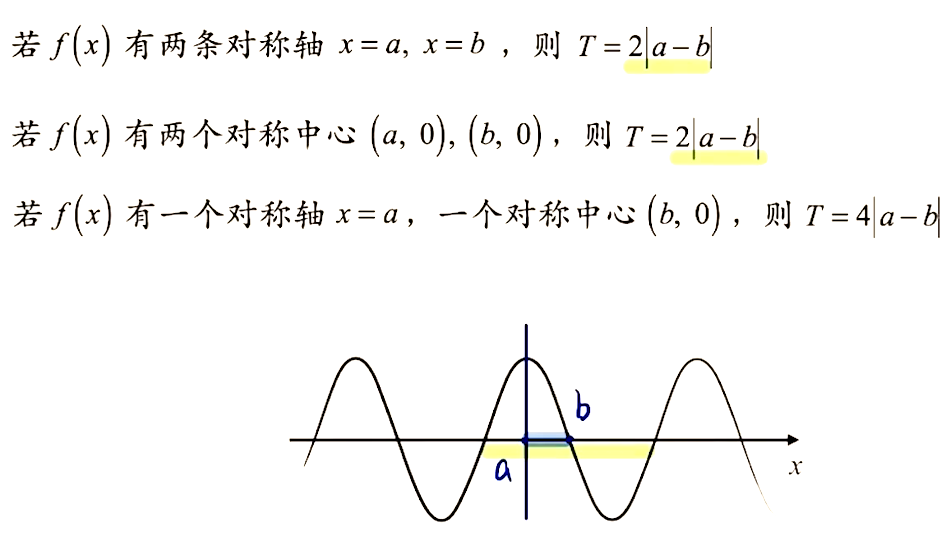 若 f(x) 有两条对称轴 x = a, x = b ，则 T = 2|a − b|
若 f(x) 有两个对称中心 (a, 0), (b, 0)，则 T = 2|a − b|
若 f(x) 有一个对称轴 x = a，一个对称中心 (b, 0)，则 T = 4|a − b|
b
a
x